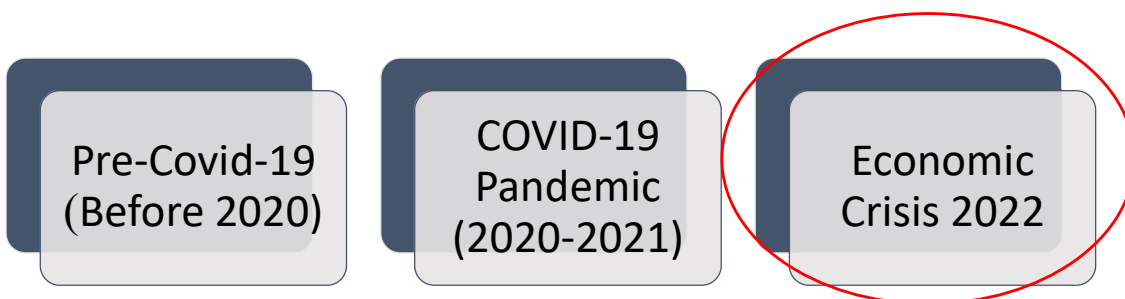 Pre-Covid-19
(Before 2020)
COVID-19
Pandemic
(2020-2021)
Economic
Crisis 2022